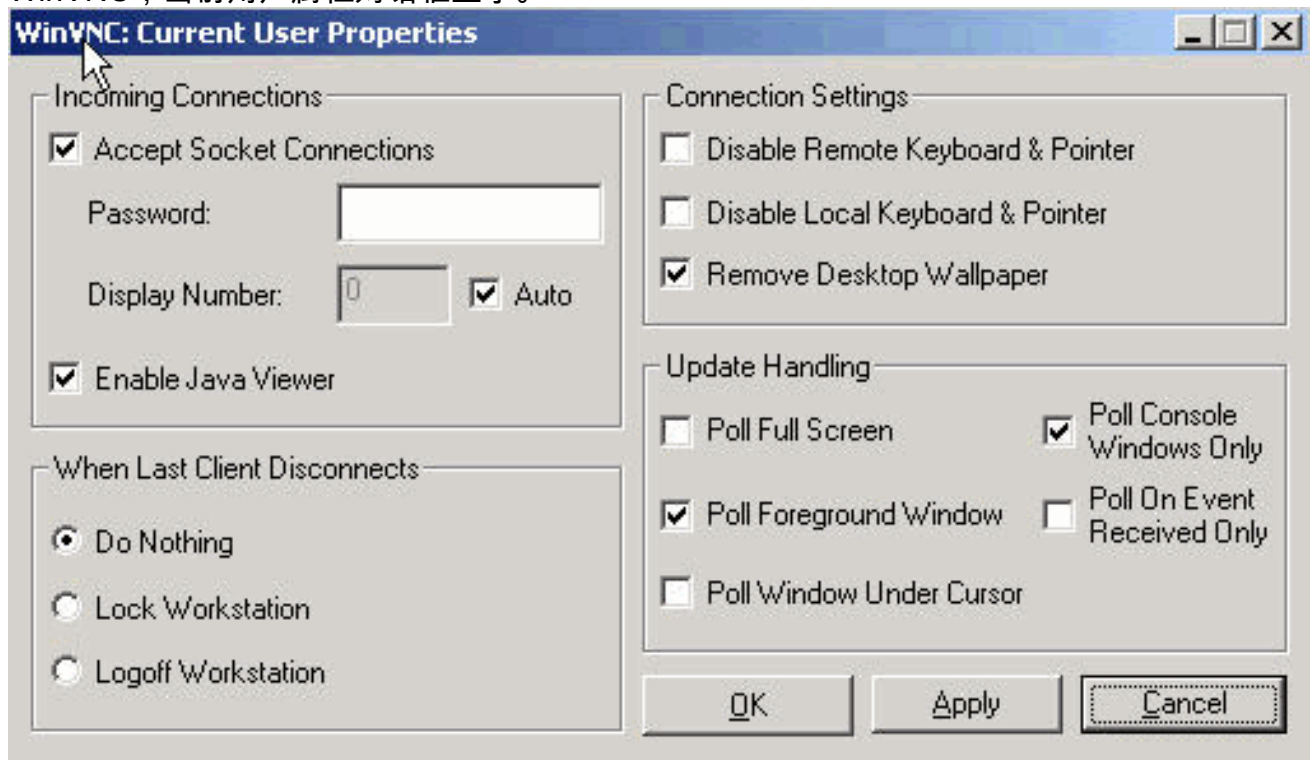 WinVNC: Current User Properties
Incoming Connections
Accept Socket Connections
Password:
Display Number:
0
Auto
Enable Java Viewer
When Last Client Disconnects
Do Nothing
Lock Workstation
Logoff Workstation
Connection Settings
Disable Remote Keyboard & Pointer
Disable Local Keyboard & Pointer
Remove Desktop Wallpaper
Update Handling
Poll Full Screen
Poll Console
Windows Only
Poll Foreground Window
Poll On Event
Received Only
Poll Window Under Cursor
OK
Apply
Cancel